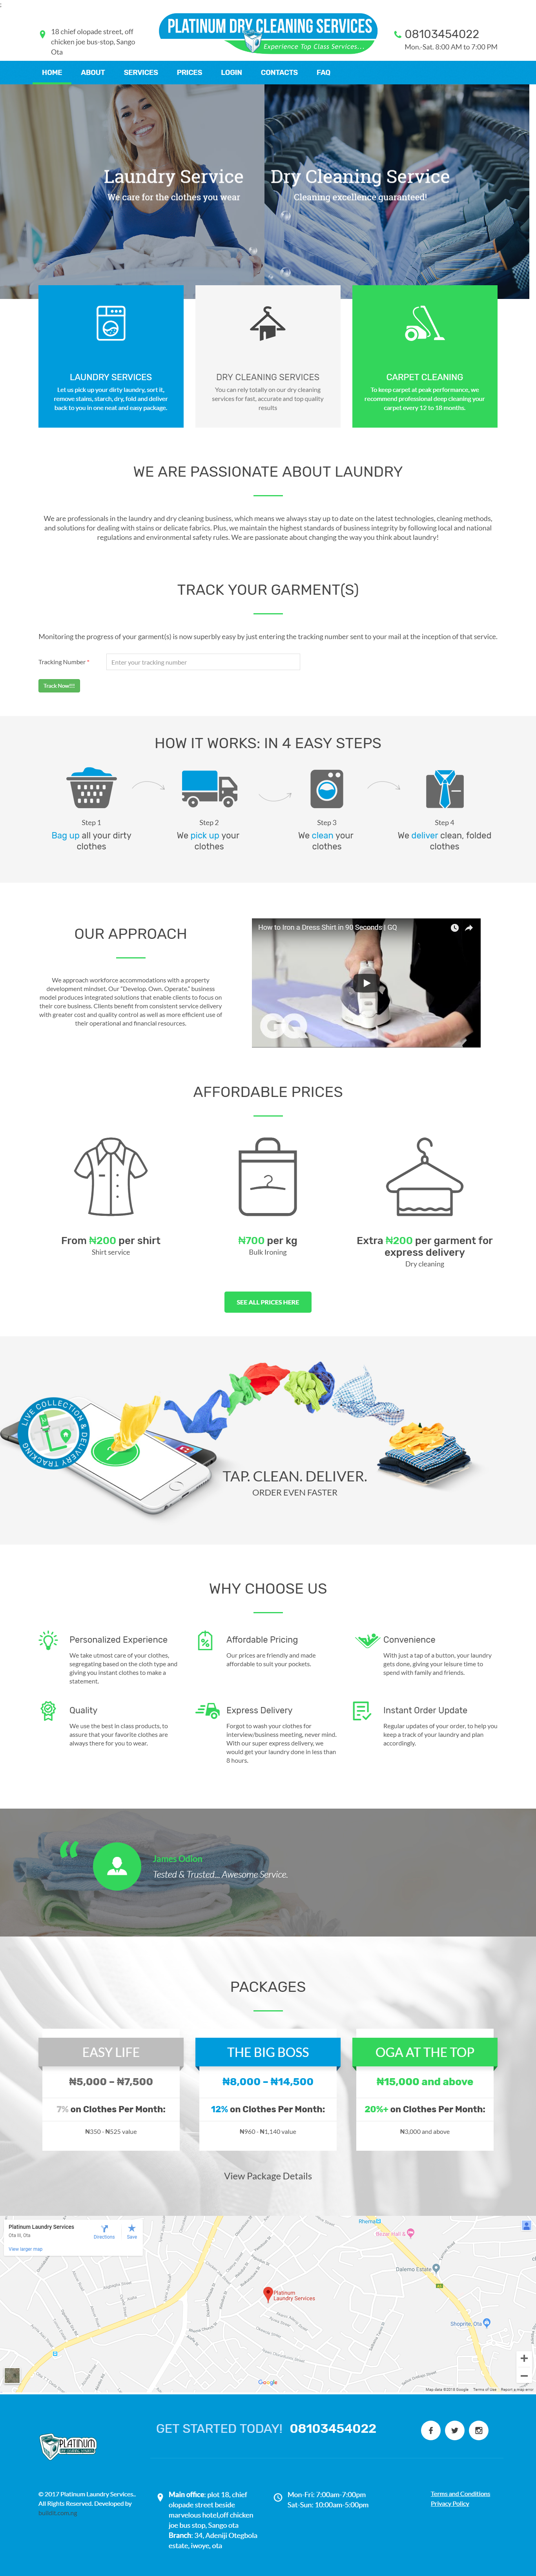 ;
18 chief olopade street, off
chicken joe bus-stop, Sango
Ota
PLATINUM DRY CLEANING SERVICES
Experience Top Class Services...
08103454022
Mon.-Sat. 8:00 AM to 7:00 PM
HOME ABOUT SERVICES PRICES LOGIN CONTACTS FAQ
Laundry Service
We care for the clothes you wear
Dry Cleaning Service
Cleaning excellence guaranteed!
LAUNDRY SERVICES
Let us pick up your dirty laundry, sort it,
remove stains, starch, dry, fold and deliver
back to you in one neat and easy package.
DRY CLEANING SERVICES
You can rely totally on our dry cleaning
services for fast, accurate and top quality
results
CARPET CLEANING
To keep carpet at peak performance, we
recommend professional deep cleaning your
carpet every 12 to 18 months.
WE ARE PASSIONATE ABOUT LAUNDRY
We are professionals in the laundry and dry cleaning business, which means we always stay up to date on the latest technologies, cleaning methods,
and solutions for dealing with stains or delicate fabrics. Plus, we maintain the highest standards of business integrity by following local and national
regulations and environmental safety rules. We are passionate about changing the way you think about laundry!
TRACK YOUR GARMENT(S)
Monitoring the progress of your garment(s) is now superbly easy by just entering the tracking number sent to your mail at the inception of that service.
Tracking Number *
Enter your tracking number
Track Now!!!
HOW IT WORKS: IN 4 EASY STEPS
Step 1
Bag up all your dirty
clothes
Step 2
We pick up your
clothes
Step 3
We clean your
clothes
Step 4
We deliver clean, folded
clothes
OUR APPROACH
We approach workforce accommodations with a property
development mindset. Our "Develop. Own. Operate." business
model produces integrated solutions that enable clients to focus on
their core business. Clients benefit from consistent service delivery
with greater cost and quality control as well as more efficient use of
their operational and financial resources.
How to Iron a Dress Shirt in 90 Seconds | GQ
GQ
AFFORDABLE PRICES
From ₦200 per shirt
Shirt service
₦700 per kg
Bulk Ironing
Extra ₦200 per garment for
express delivery
Dry cleaning
SEE ALL PRICES HERE
LIVE COLLECTION & DELIVERY TRACKING
TAP. CLEAN. DELIVER.
ORDER EVEN FASTER
WHY CHOOSE US
Personalized Experience
We take utmost care of your clothes,
segregating based on the cloth type and
giving you instant clothes to make a
statement.
Affordable Pricing
Our prices are friendly and made
affordable to suit your pockets.
Convenience
With just a tap of a button, your laundry
gets done, giving your leisure time to
spend with family and friends.
Quality
We use the best in class products, to
assure that your favorite clothes are
always there for you to wear.
Express Delivery
Forgot to wash your clothes for
interview/business meeting, never mind.
With our super express delivery, we
would get your laundry done in less than
8 hours.
Instant Order Update
Regular updates of your order, to help you
keep a track of your laundry and plan
accordingly.
James Odion
Tested & Trusted... Awesome Service.
PACKAGES
EASY LIFE
₦5,000 – ₦7,500
7% on Clothes Per Month:
₦350 - ₦525 value
THE BIG BOSS
₦8,000 – ₦14,500
12% on Clothes Per Month:
₦960 - ₦1,140 value
OGA AT THE TOP
₦15,000 and above
20%+ on Clothes Per Month:
₦3,000 and above
View Package Details
Platinum Laundry Services
Ota III, Ota
Directions
Save
View larger map
Rhema
Bezer Hall &
Dalemo Estate
Platinum
Laundry Services
Shoprite, Ota
Google
Map data ©2018 Google Terms of Use Report a map error
PLATINUM
GET STARTED TODAY! 08103454022
© 2017 Platinum Laundry Services..
All Rights Reserved. Developed by
Main office: plot 18, chief
olopade street beside
marvelous hotel,off chicken
joe bus stop, Sango ota
Branch: 34, Adeniji Otegbola
estate, iwoye, ota
Mon-Fri: 7:00am-7:00pm
Sat-Sun: 10:00am-5:00pm
Terms and Conditions
Privacy Policy